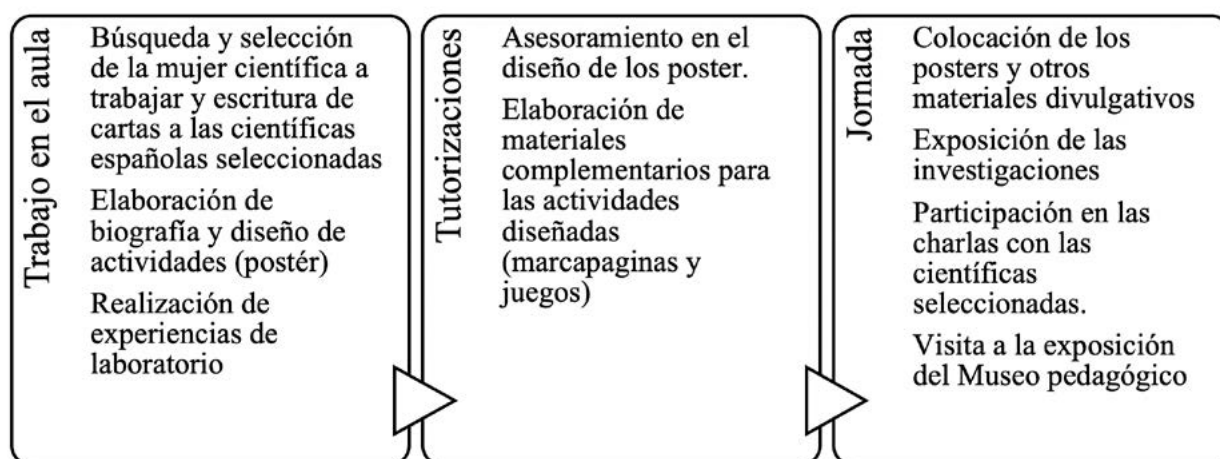 Trabajo en el aula
Búsqueda y selección
de la mujer científica a
trabajar y escritura de
cartas a las científicas
españolas seleccionadas
Elaboración de
biografía y diseño de
actividades (postér)
Realización de
experiencias de
laboratorio
Tutorizaciones
Asesoramiento en el
diseño de los poster.
Elaboración de
materiales
complementarios para
las actividades
diseñadas
(marcapaginas y
juegos)
Jornada
Colocación de los
posters y otros
materiales divulgativos
Exposición de las
investigaciones
Participación en las
charlas con las
científicas
seleccionadas.
Visita a la exposición
del Museo pedagógico